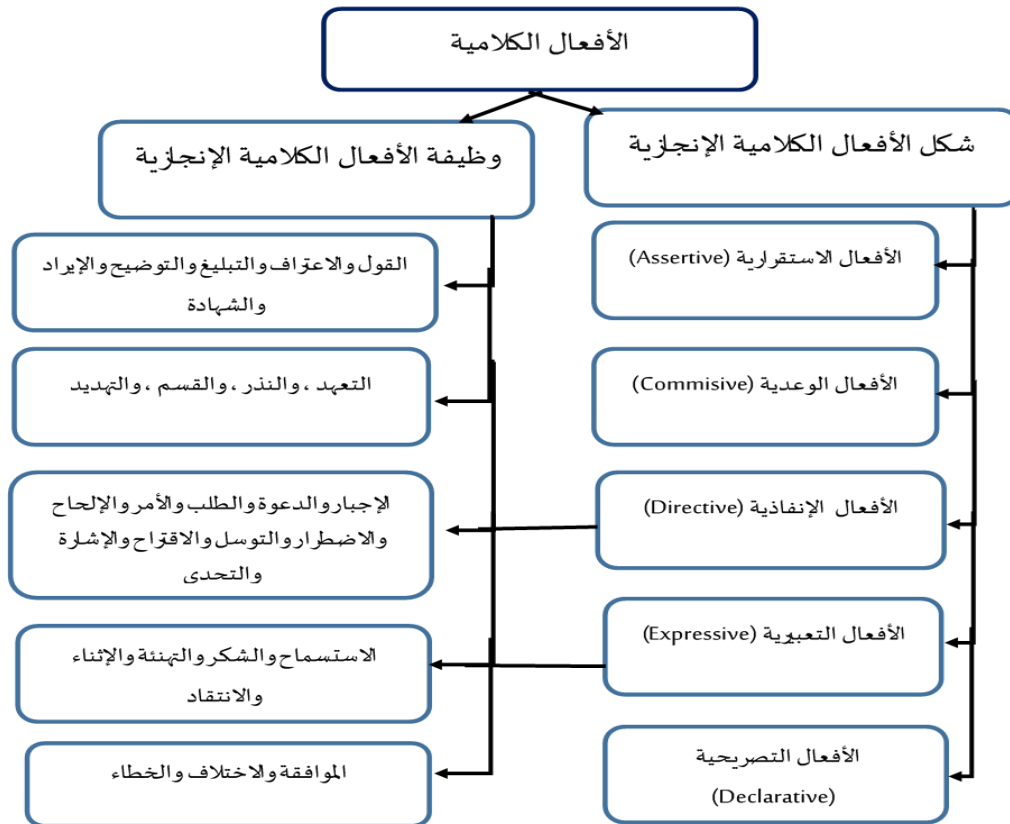 الأفعال الكلامية
شكل الأفعال الكلامية الإنجازية
وظيفة الأفعال الكلامية الإنجازية
الأفعال الاستقرارية (Assertive)
القول والاعتراف والتبليغ والتوضيح والإيراد
والشهادة
الأفعال الوعدية (Commisive)
التعهد ، والنذر ، والقسم ، والتهديد
الأفعال الإنفاذية (Directive)
الإجبار والدعوة والطلب والأمر والإلحاح
والاضطرار والتوسل والاقتراح والإشارة
والتحدى
الأفعال التعبيرية (Expressive)
الاستسماح والشكر والتهنئة والإثناء
والانتقاد
الأفعال التصريحية
(Declarative)
الموافقة والاختلاف والخطاء